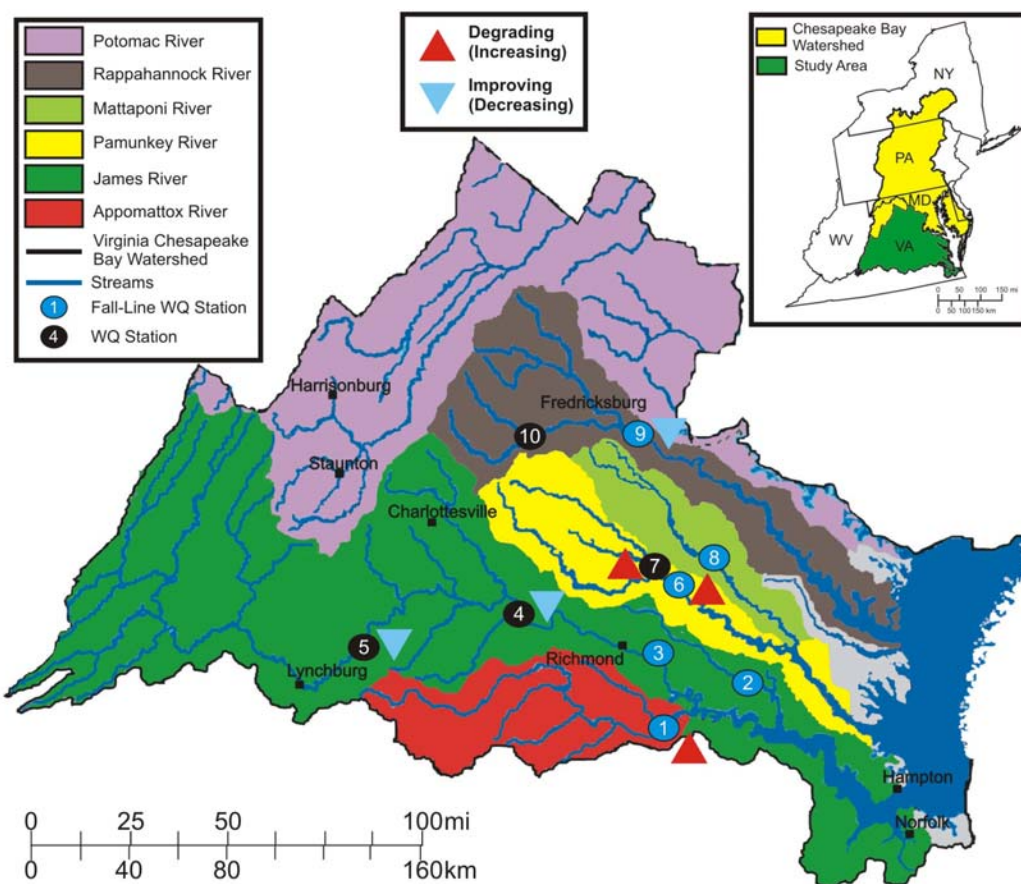 Potomac River
Rappahannock River
Mattaponi River
Pamunkey River
James River
Appomattox River
Virginia Chesapeake
Bay Watershed
Streams
1
Fall-Line WQ Station
4
WQ Station
Degrading
(Increasing)
Improving
(Decreasing)
Chesapeake Bay
Watershed
Study Area
NY
PA
MD
WV
VA
0 50 100 150 mi
0 50 100 150 km
Harrisonburg
Fredricksburg
9
10
Staunton
Charlottesville
8
7
6
4
5
Richmond
3
Lynchburg
2
1
Hampton
Norfolk
0 25 50 100mi
0 40 80 160km